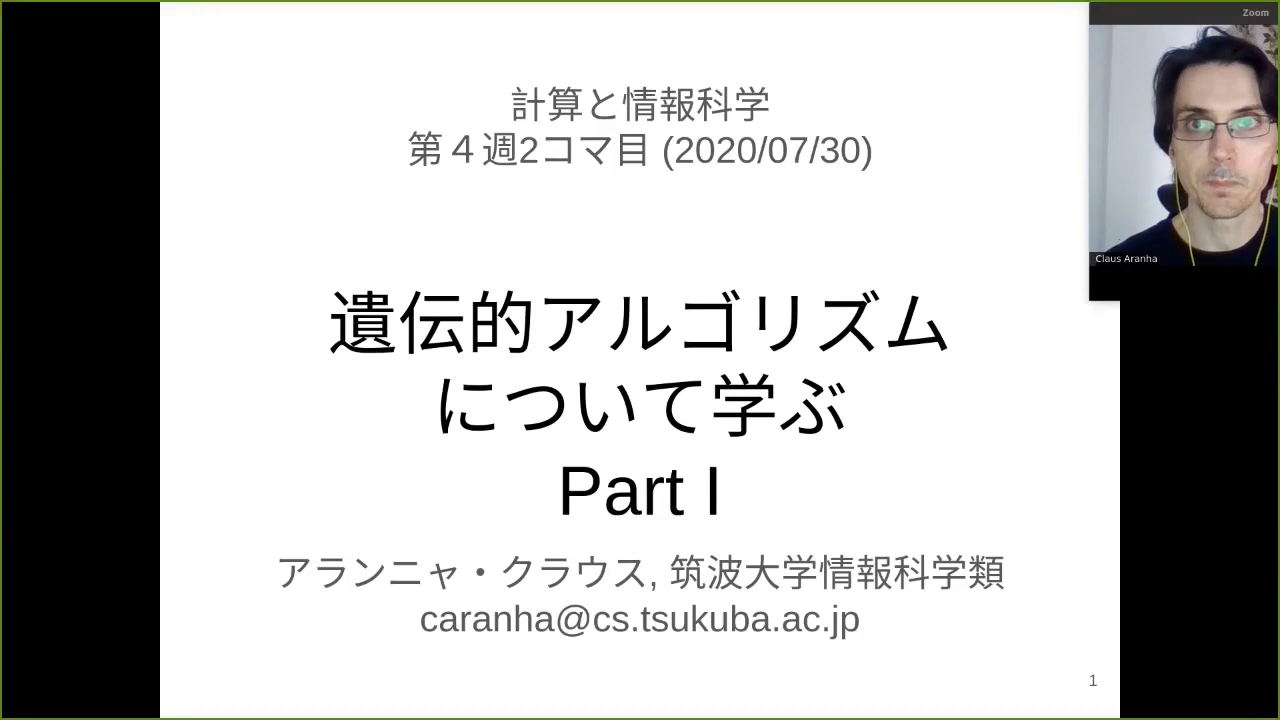 Zoom
計算と情報科学
第４週2コマ目 (2020/07/30)
Claus Aranha
遺伝的アルゴリズム
について学ぶ
Part I
アランニャ・クラウス, 筑波大学情報科学類
caranha@cs.tsukuba.ac.jp
1